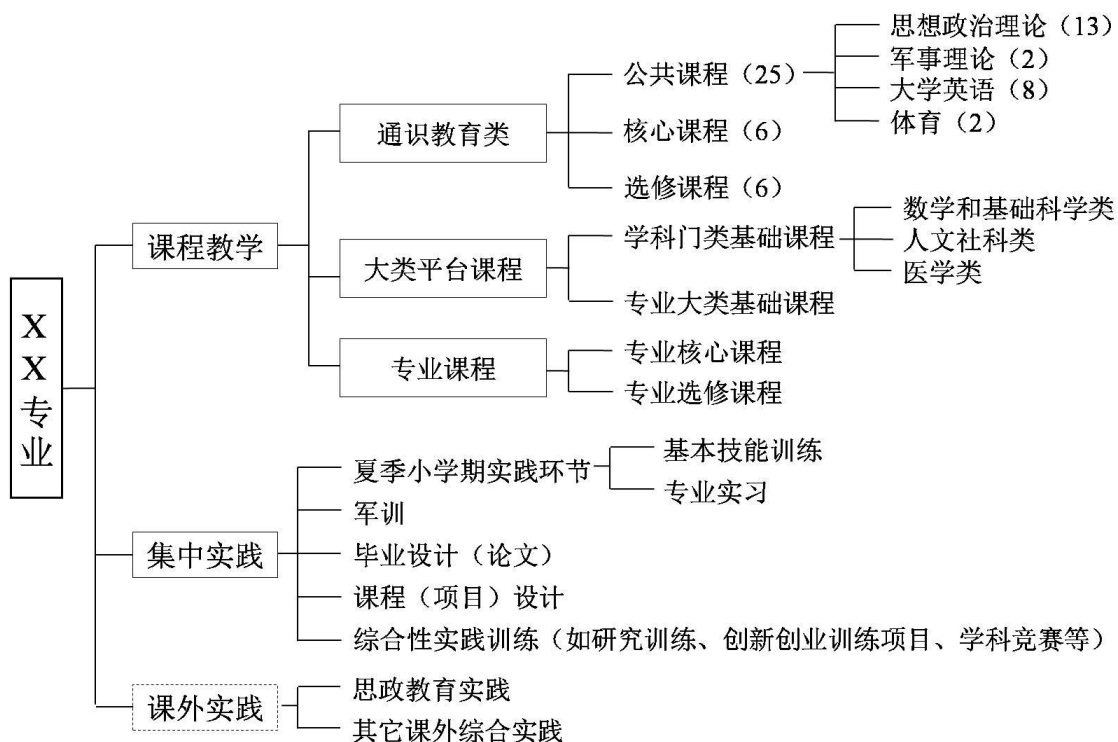 XX专业
课程教学
通识教育类
公共课程（25）
思想政治理论（13）
军事理论（2）
大学英语（8）
体育（2）
核心课程（6）
选修课程（6）
大类平台课程
学科门类基础课程
数学和基础科学类
人文社科类
医学类
专业大类基础课程
专业课程
专业核心课程
专业选修课程
集中实践
夏季小学期实践环节
基本技能训练
专业实习
军训
毕业设计（论文）
课程（项目）设计
综合性实践训练（如研究训练、创新创业训练项目、学科竞赛等）
课外实践
思政教育实践
其它课外综合实践